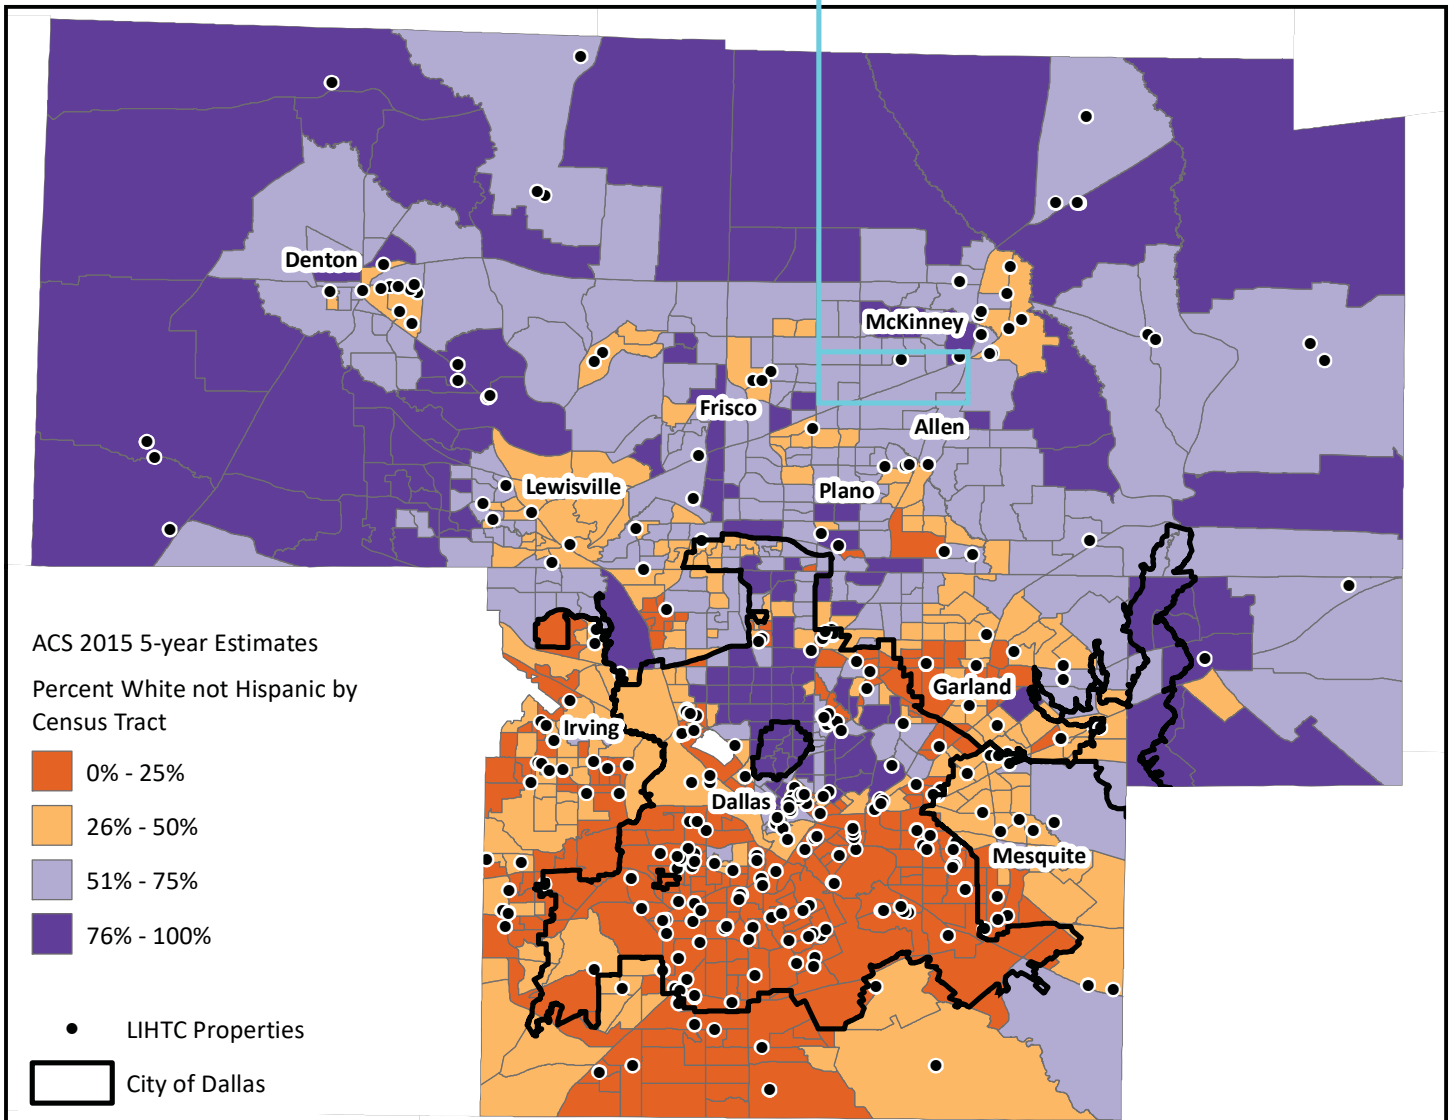 Denton
McKinney
Frisco
Allen
Lewisville
Plano
ACS 2015 5-year Estimates
Percent White not Hispanic by
Census Tract
0% - 25%
26% - 50%
51% - 75%
76% - 100%
LIHTC Properties
City of Dallas
Garland
Irving
Dallas
Mesquite